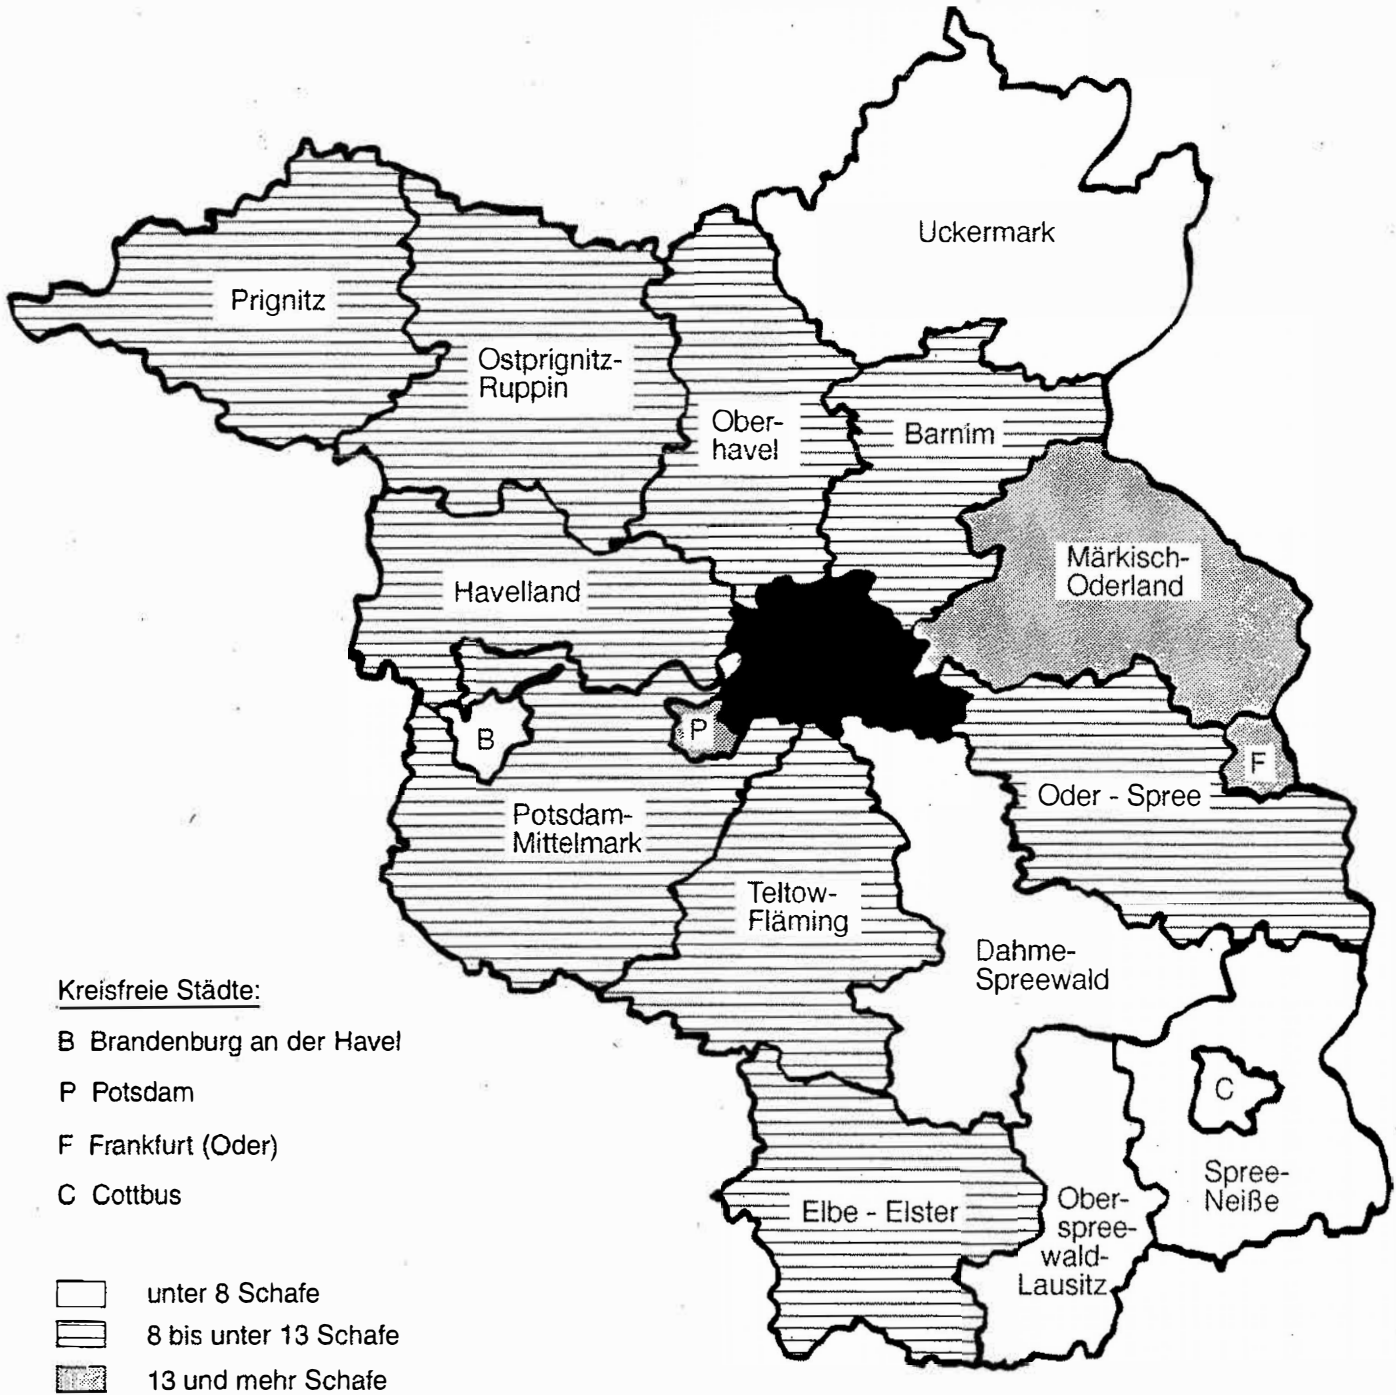 Uckermark
Prignitz
Ostprignitz-
Ruppin
Ober-
havel
Barnim
Märkisch-
Oderland
Havelland
B
P
F
Oder - Spree
Potsdam-
Mittelmark
Teltow-
Fläming
Dahme-
Spreewald
C
Spree-
Neiße
Elbe - Elster
Ober-
spree-
wald-
Lausitz
Kreisfreie Städte:
B Brandenburg an der Havel
P Potsdam
F Frankfurt (Oder)
C Cottbus
unter 8 Schafe
8 bis unter 13 Schafe
13 und mehr Schafe